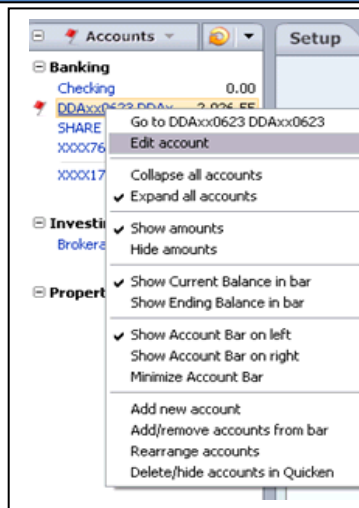 Accounts
Setup
Banking
Checking 0.00
DDAxx0623 DDAx
SHARE
Go to DDAxx0623 DDAxx0623
XXXX76
Edit account
XXXX17
Collapse all accounts
Expand all accounts
Investi
Show amounts
Brokera
Hide amounts
Show Current Balance in bar
Propert
Show Ending Balance in bar
Show Account Bar on left
Show Account Bar on right
Minimize Account Bar
Add new account
Add/remove accounts from bar
Rearrange accounts
Delete/hide accounts in Quicken